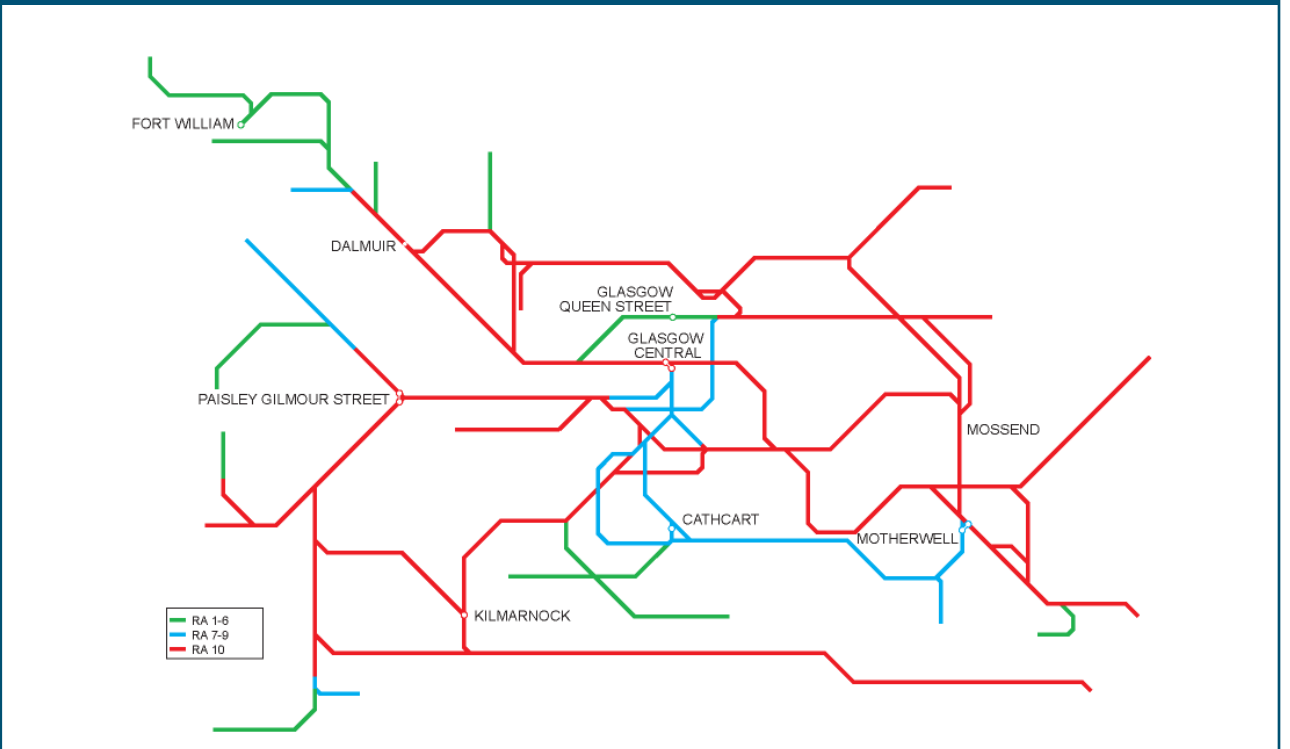 FORT WILLIAM
DALMUIR
GLASGOW
QUEEN STREET
GLASGOW
CENTRAL
PAISLEY GILMOUR STREET
MOSSEND
CATHCART
MOTHERWELL
KILMARNOCK
RA 1-6
RA 7-9
RA 10